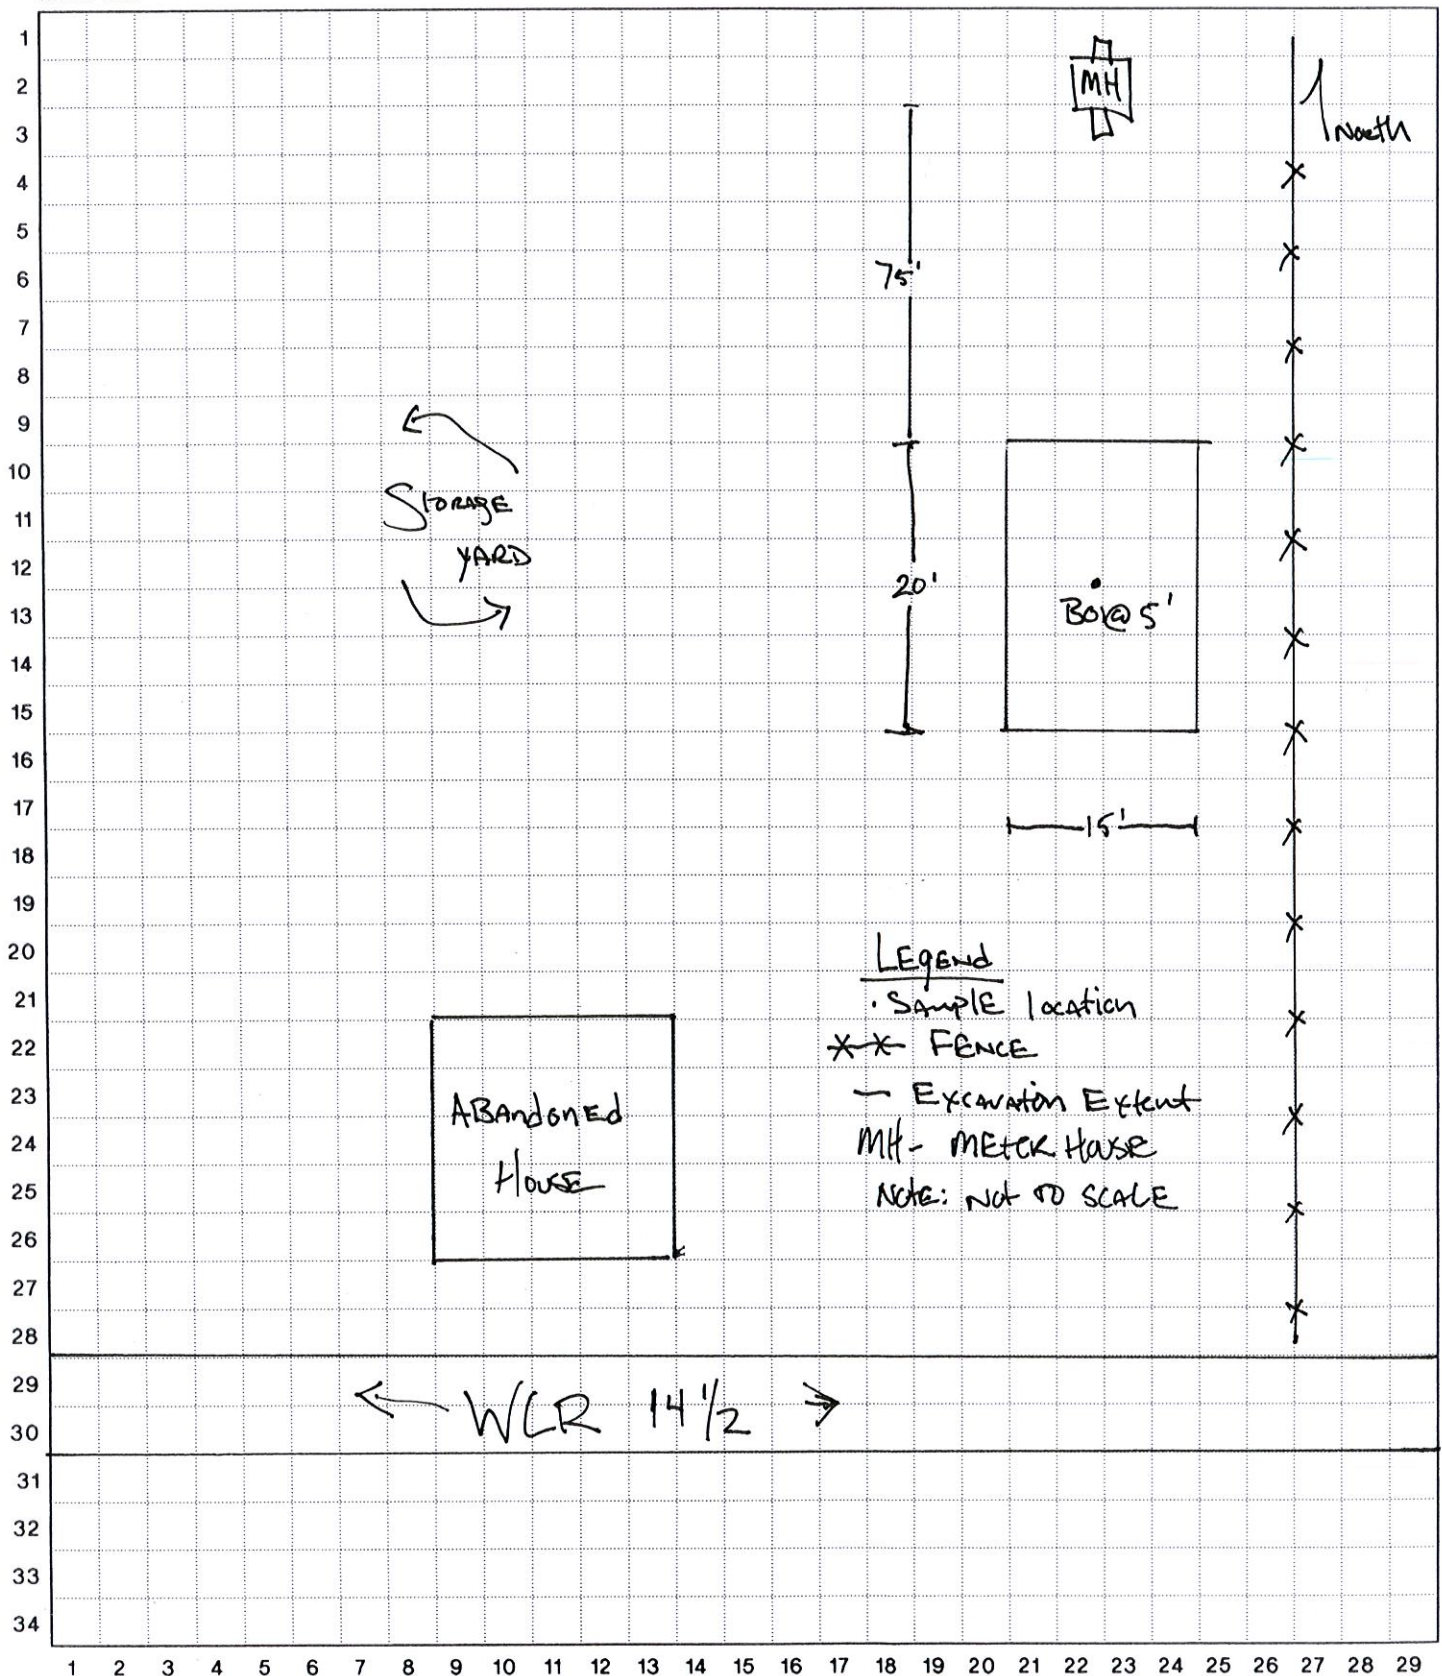 1
2
3
4
5
6
7
8
9
10
11
12
13
14
15
16
17
18
19
20
21
22
23
24
25
26
27
28
29
30
31
32
33
34
MH
North
75'
Storage
Yard
20'
B01@ 5'
15'
Legend
· Sample location
x-x- Fence
— Excavation Extent
MH - Meter House
Note: Not to scale
Abandoned
House
← WCR 14 1/2 →
1 2 3 4 5 6 7 8 9 10 11 12 13 14 15 16 17 18 19 20 21 22 23 24 25 26 27 28 29